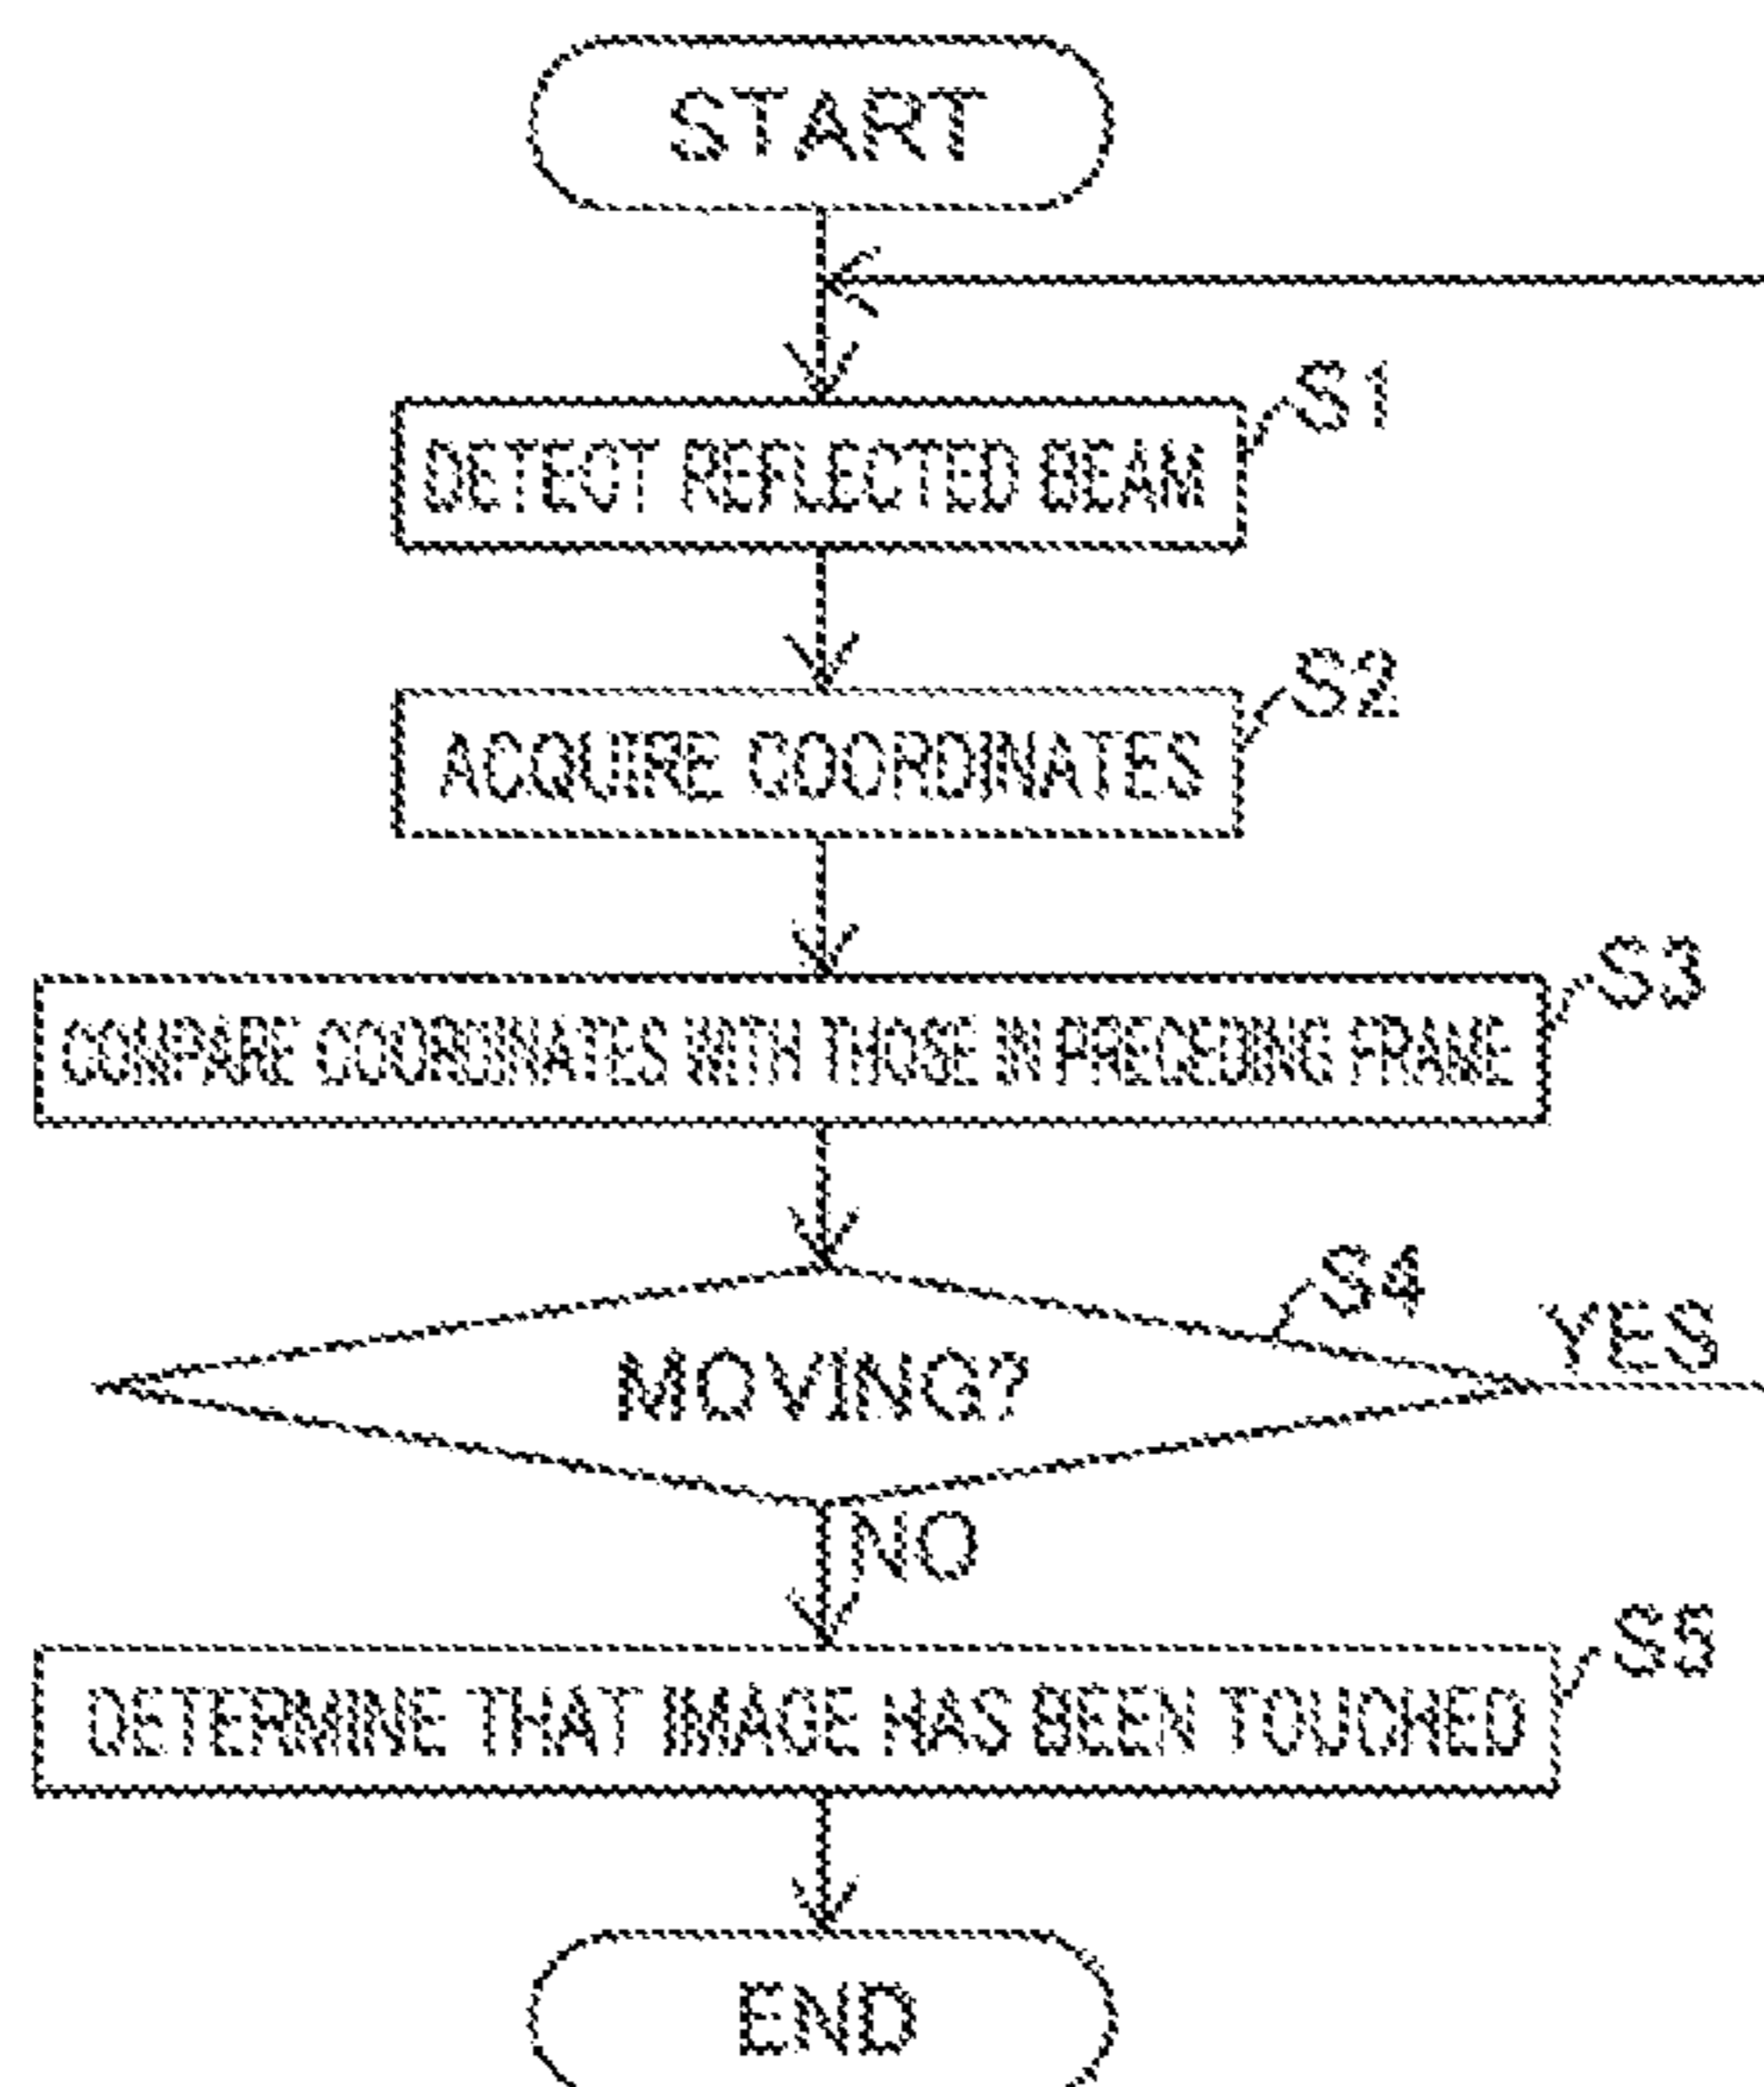 START
S1
DETECT REFLECTED BEAM
S2
ACQUIRE COORDINATES
S3
COMPARE COORDINATES WITH THOSE IN PRECEDING FRAME
S4
MOVING?
YES
NO
S5
DETERMINE THAT IMAGE HAS BEEN TOUCHED
END